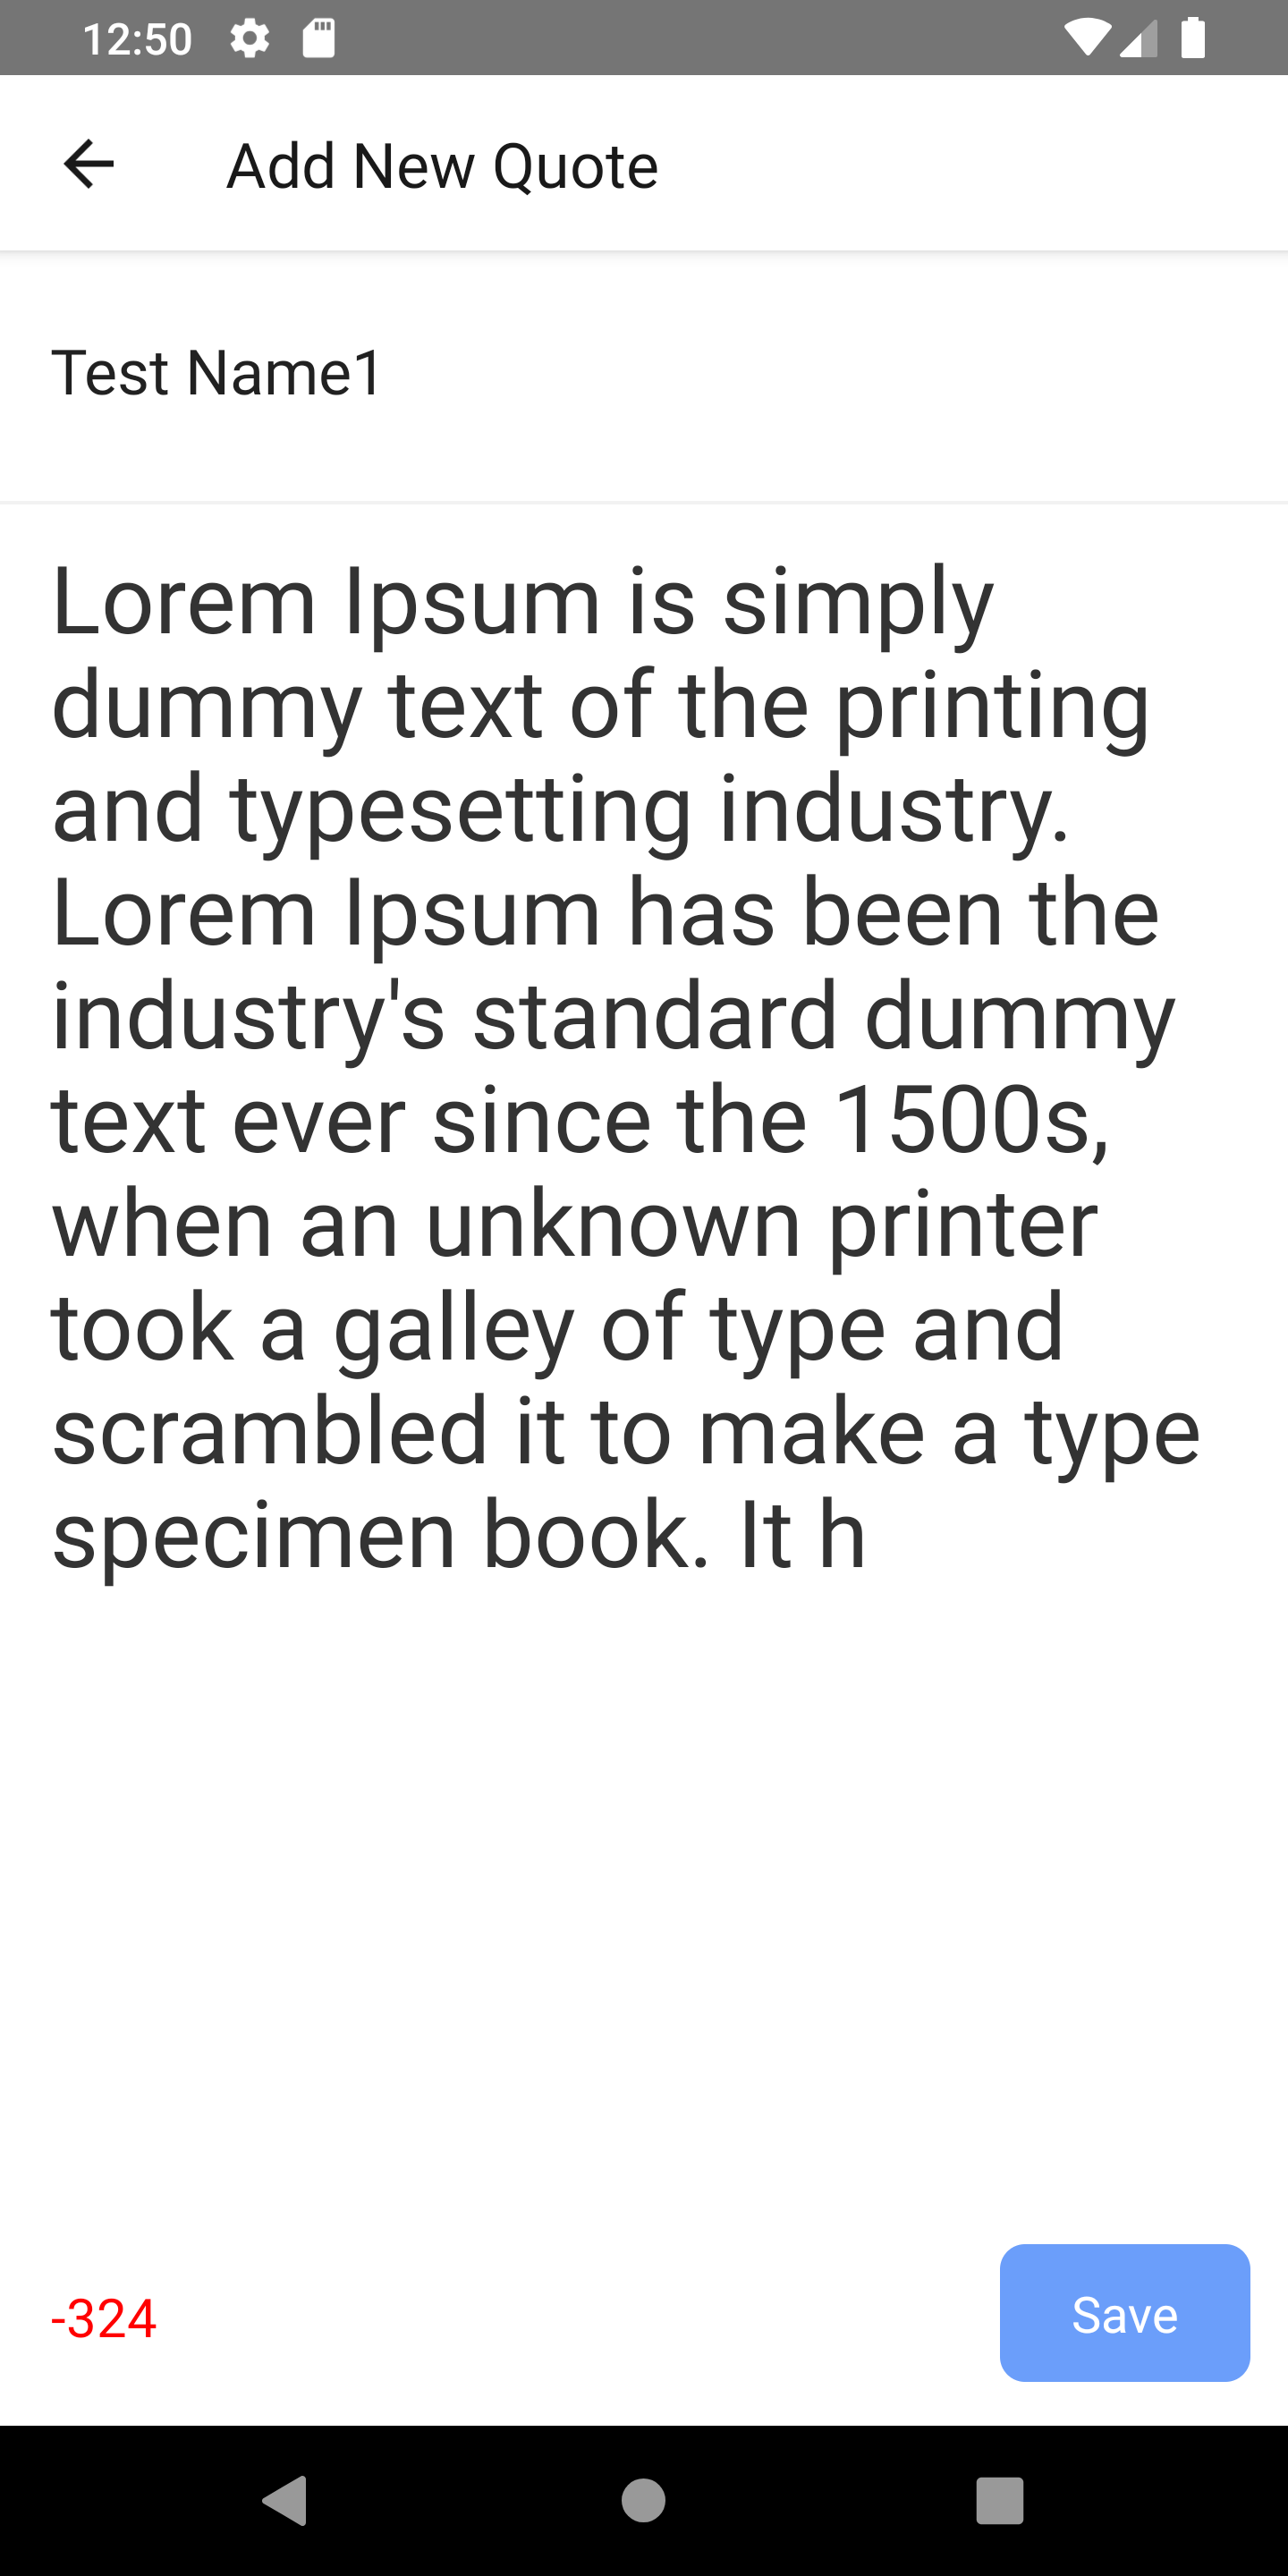 12:50
Add New Quote
Test Name1
Lorem Ipsum is simply
dummy text of the printing
and typesetting industry.
Lorem Ipsum has been the
industry's standard dummy
text ever since the 1500s,
when an unknown printer
took a galley of type and
scrambled it to make a type
specimen book. It h
-324
Save